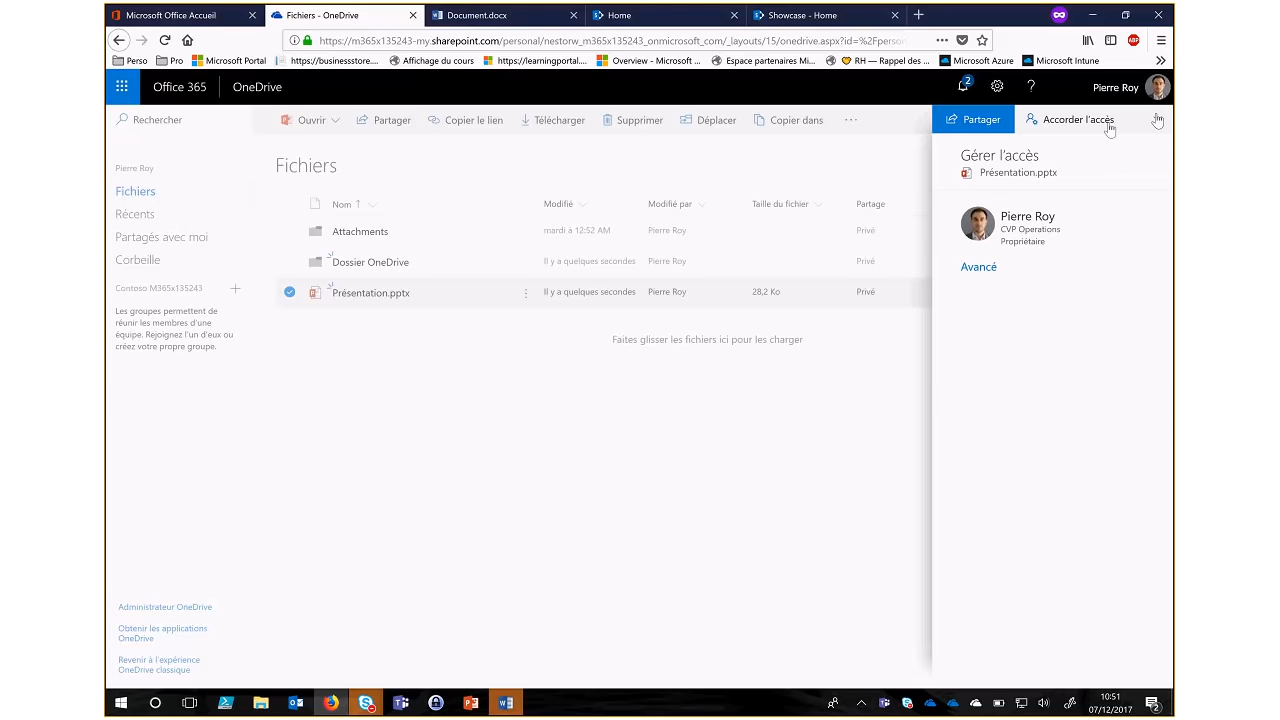 Microsoft Office Accueil
Fichiers - OneDrive
Document.docx
Home
Showcase - Home
https://m365x135243-my.sharepoint.com/personal/nestorw_m365x135243_onmicrosoft_com/_layouts/15/onedrive.aspx?id=%2Fperson
Perso
Pro
Microsoft Portal
https://businessstore....
Affichage du cours
https://learningportal....
Overview - Microsoft ...
Espace partenaires Mi...
RH — Rappel des ...
Microsoft Azure
Microsoft Intune
Office 365
OneDrive
2
?
Pierre Roy
Rechercher
Ouvrir
Partager
Copier le lien
Télécharger
Supprimer
Déplacer
Copier dans
Partager
Accorder l'accès
Pierre Roy
Fichiers
Récents
Partagés avec moi
Corbeille
Contoso M365x135243
Les groupes permettent de
réunir les membres d'une
équipe. Rejoignez l'un d'eux ou
créez votre propre groupe.
Fichiers
Nom
Modifié
Modifié par
Taille du fichier
Partage
Attachments
mardi à 12:52 AM
Pierre Roy
Privé
Dossier OneDrive
Il y a quelques secondes
Pierre Roy
Privé
Présentation.pptx
Il y a quelques secondes
Pierre Roy
28,2 Ko
Privé
Faites glisser les fichiers ici pour les charger
Gérer l'accès
Présentation.pptx
Pierre Roy
CVP Operations
Propriétaire
Avancé
Administrateur OneDrive
Obtenir les applications
OneDrive
Revenir à l'expérience
OneDrive classique
10:51
07/12/2017
2